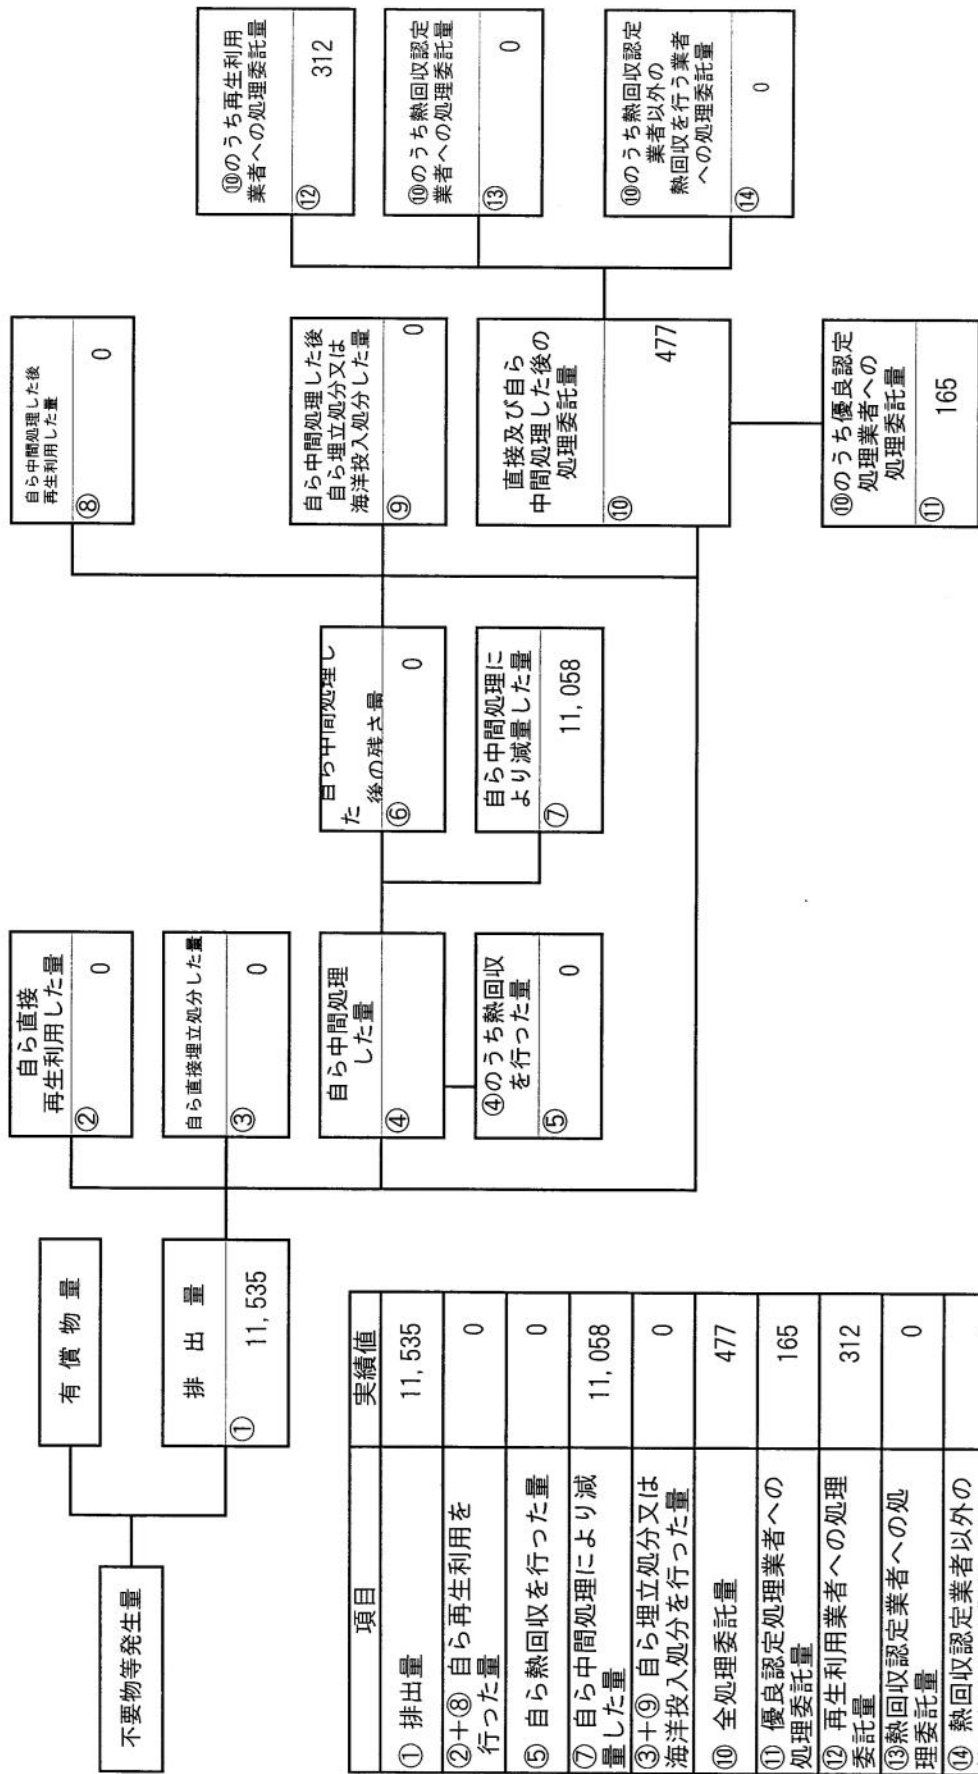 不要物等発生量
有償物量
排出量
①
11,535
自ら直接
再生利用した量
②
0
自ら直接埋立処分した量
③
0
自ら中間処理
した量
④
④のうち熱回収
を行った量
⑤
0
自ら中間処理し
た
後の残さ量
⑥
0
自ら中間処理に
より減量した量
⑦
11,058
自ら中間処理した後
再生利用した量
⑧
0
自ら中間処理した後
自ら埋立処分又は
海洋投入処分した量
⑨
0
直接及び自ら
中間処理した後の
処理委託量
⑩
477
⑩のうち優良認定
処理業者への
処理委託量
⑪
165
⑩のうち再生利用
業者への処理委託量
⑫
312
⑩のうち熱回収認定
業者への処理委託量
⑬
0
⑩のうち熱回収認定
業者以外の
熱回収を行う業者
への処理委託量
⑭
0
項目 実績値
① 排出量 11,535
②+⑧ 自ら再生利用を
行った量 0
⑤ 自ら熱回収を行った量 0
⑦ 自ら中間処理により減
量した量 11,058
③+⑨ 自ら埋立処分又は
海洋投入処分を行った量 0
⑩ 全処理委託量 477
⑪ 優良認定処理業者への
処理委託量 165
⑫ 再生利用業者への処理
委託量 312
⑬熱回収認定業者への処
理委託量 0
⑭ 熱回収認定業者以外の